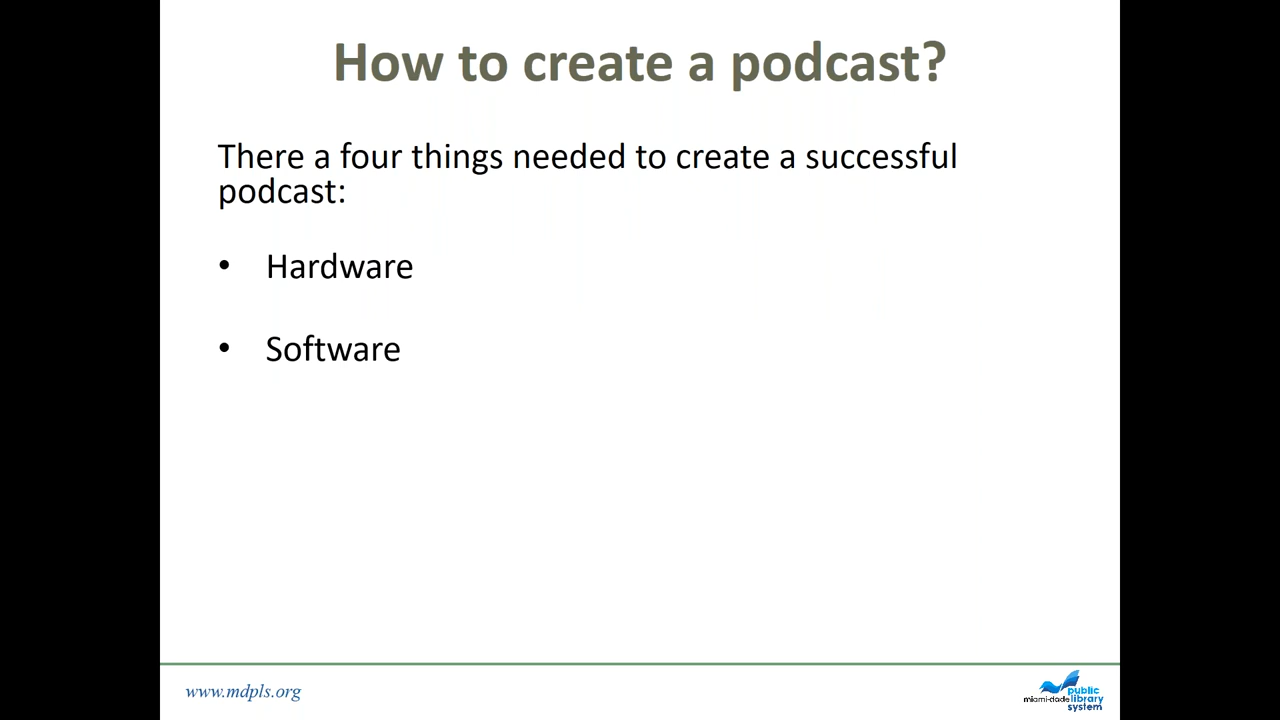 How to create a podcast?
There a four things needed to create a successful
podcast:
• Hardware
• Software
www.mdpls.org
public
miami-dade library
system